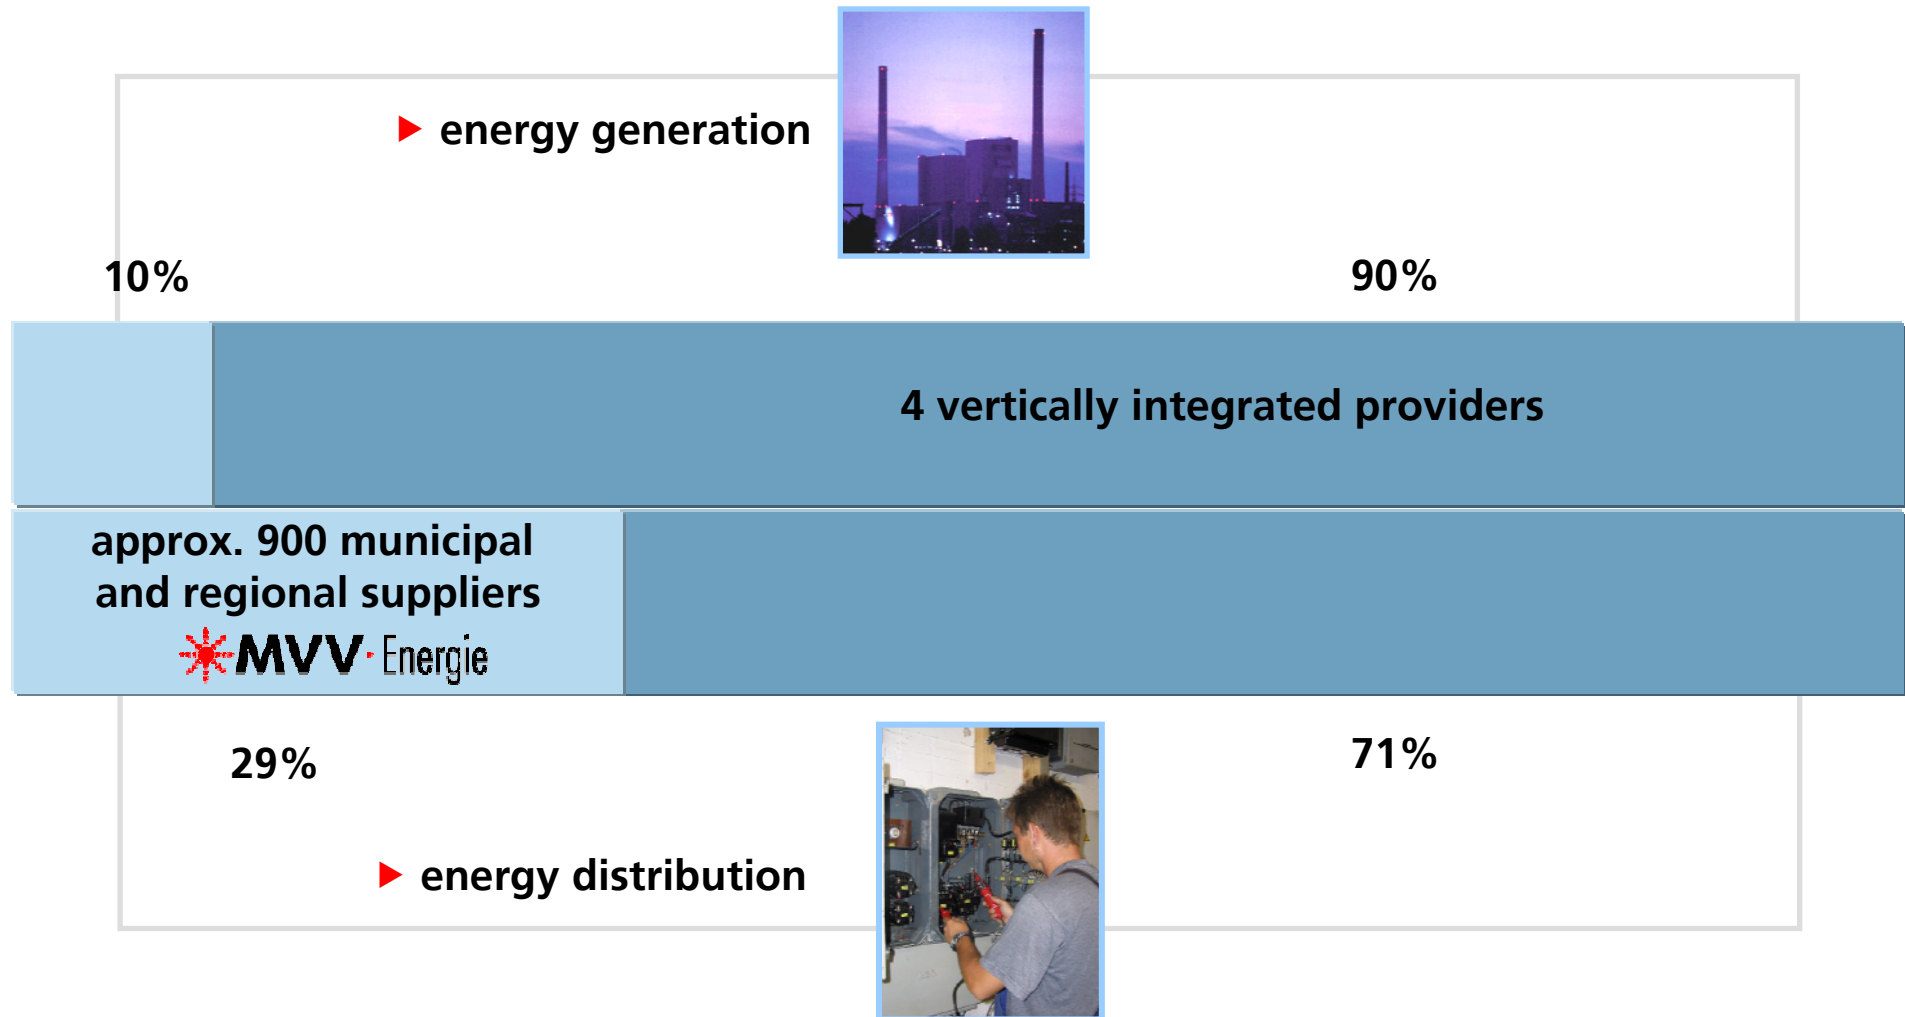 energy generation
10%
90%
4 vertically integrated providers
approx. 900 municipal
and regional suppliers
MVV Energie
29%
71%
energy distribution